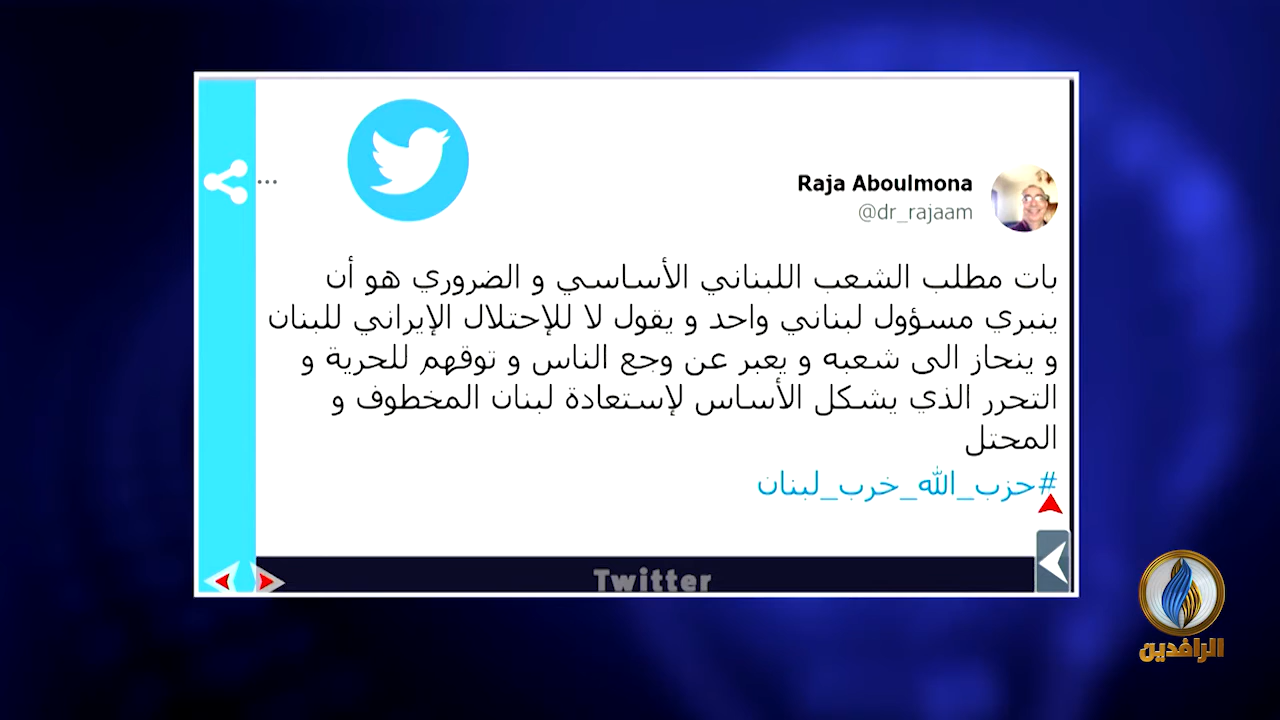 Raja Aboulmona
@dr_rajaam
بات مطلب الشعب اللبناني الأساسي و الضروري هو أن
ينبري مسؤول لبناني واحد و يقول لا للإحتلال الإيراني للبنان
و ينحاز الى شعبه و يعبر عن وجع الناس و توقهم للحرية و
التحرر الذي يشكل الأساس لإستعادة لبنان المخطوف و
المحتل
#حزب_الله_خرب_لبنان
Twitter
الرافدين